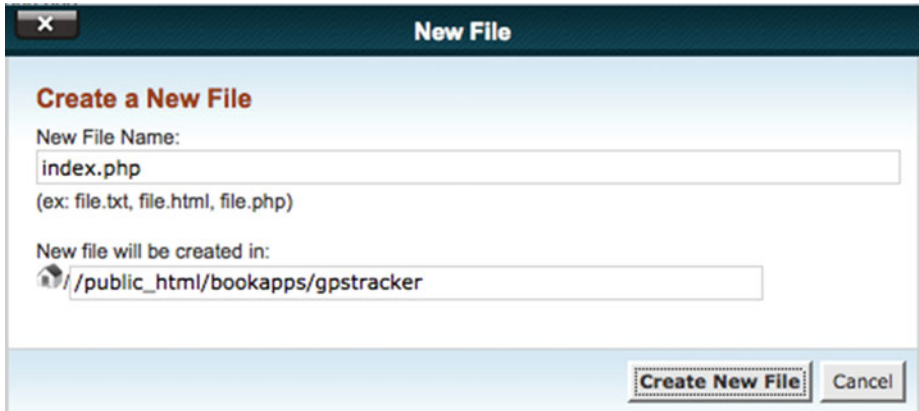 New File
Create a New File
New File Name:
index.php
(ex: file.txt, file.html, file.php)
New file will be created in:
//public_html/bookapps/gpstracker
Create New File
Cancel